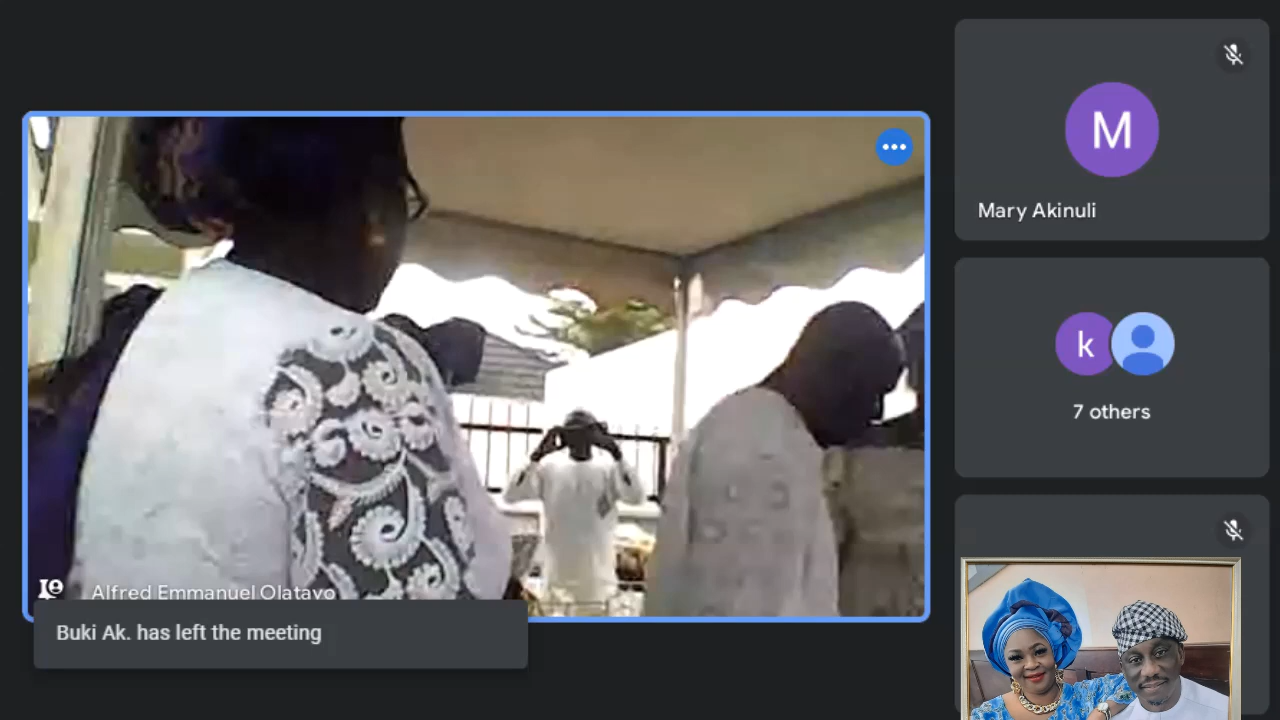 M
Mary Akinuli
k
7 others
Alfred Emmanuel Olatayo
Buki Ak. has left the meeting